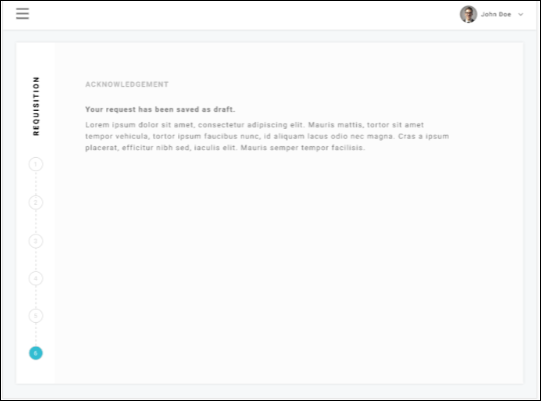 John Doe
REQUISITION
ACKNOWLEDGEMENT
Your request has been saved as draft.
Lorem ipsum dolor sit amet, consectetur adipiscing elit. Mauris mattis, tortor sit amet
tempor vehicula, tortor ipsum faucibus nunc, id aliquam lacus odio nec magna. Cras a ipsum
placerat, efficitur nibh sed, iaculis elit. Mauris semper tempor facilisis.
1
2
3
4
5
6